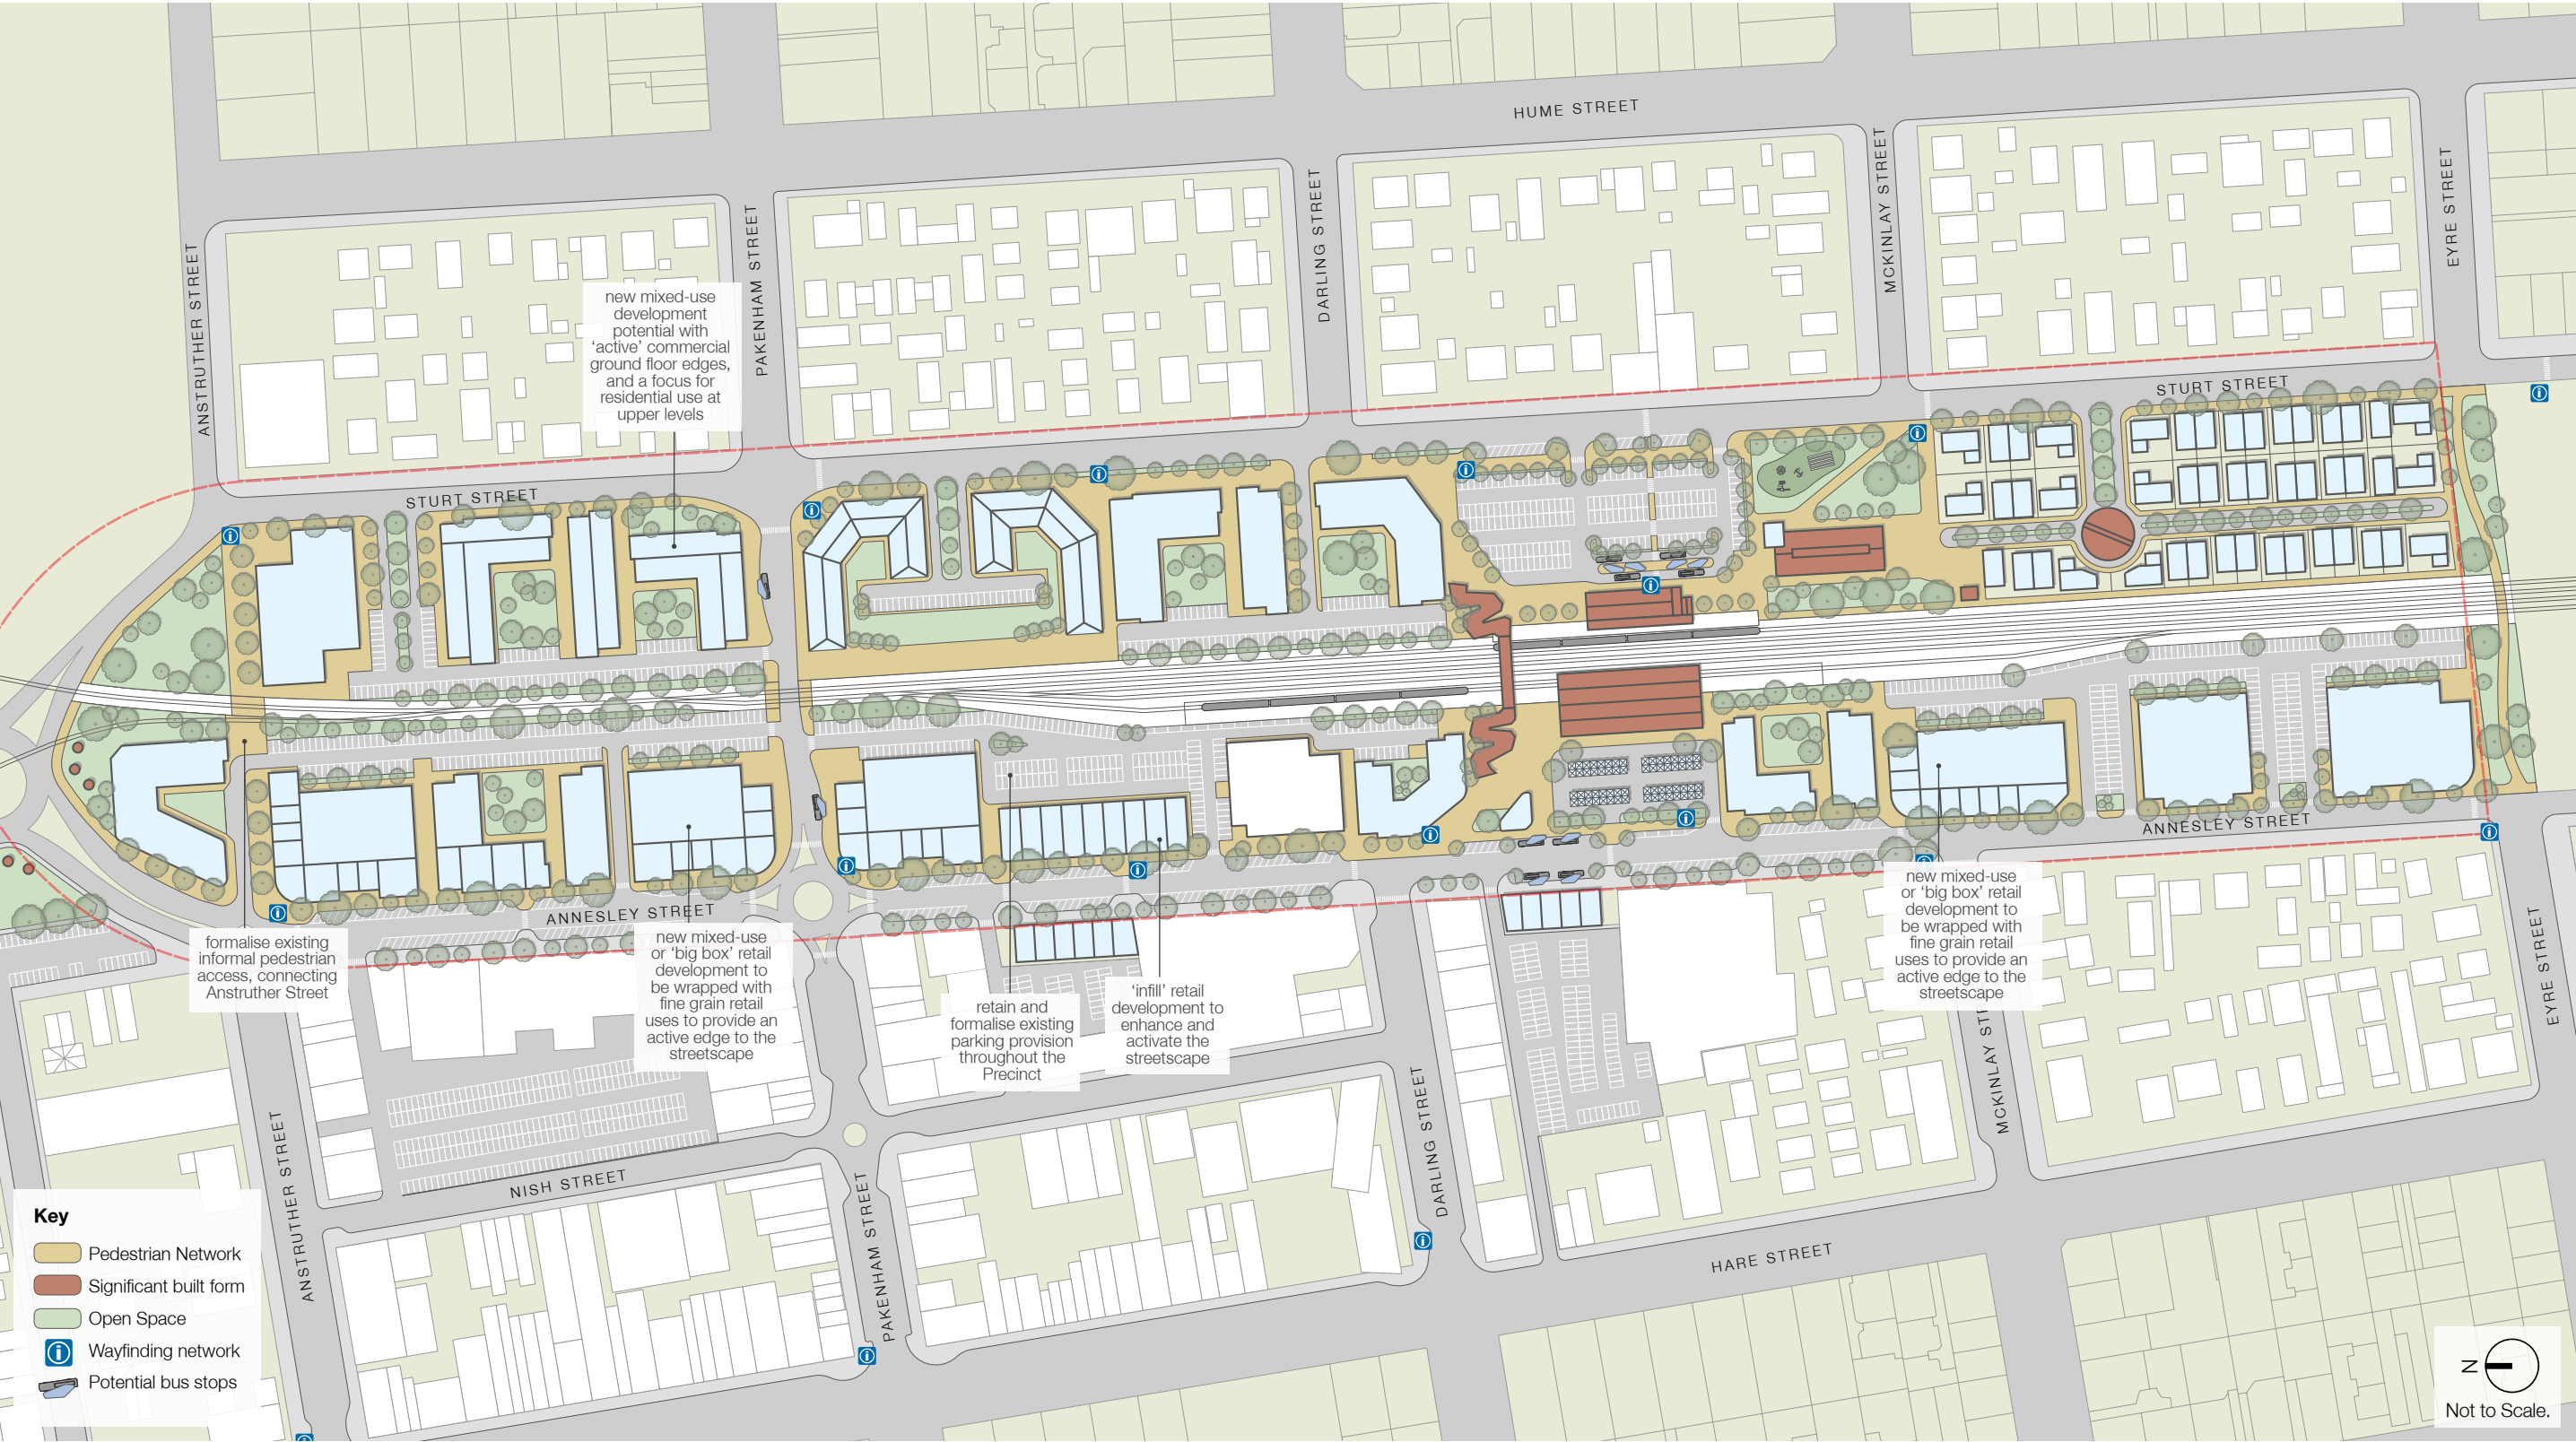 HUME STREET
ANSTRUTHER STREET
PAKENHAM STREET
DARLING STREET
MCKINLAY STREET
EYRE STREET
new mixed-use
development
potential with
‘active’ commercial
ground floor edges,
and a focus for
residential use at
upper levels
STURT STREET
STURT STREET
ANNESLEY STREET
ANNESLEY STREET
formalise existing
informal pedestrian
access, connecting
Anstruther Street
new mixed-use
or ‘big box’ retail
development to
be wrapped with
fine grain retail
uses to provide an
active edge to the
streetscape
retain and
formalise existing
parking provision
throughout the
Precinct
‘infill’ retail
development to
enhance and
activate the
streetscape
new mixed-use
or ‘big box’ retail
development to
be wrapped with
fine grain retail
uses to provide an
active edge to the
streetscape
ANSTRUTHER STREET
NISH STREET
PAKENHAM STREET
DARLING STREET
HARE STREET
MCKINLAY STRE
EYRE STREET
Key
Pedestrian Network
Significant built form
Open Space
Wayfinding network
Potential bus stops
N
Not to Scale.